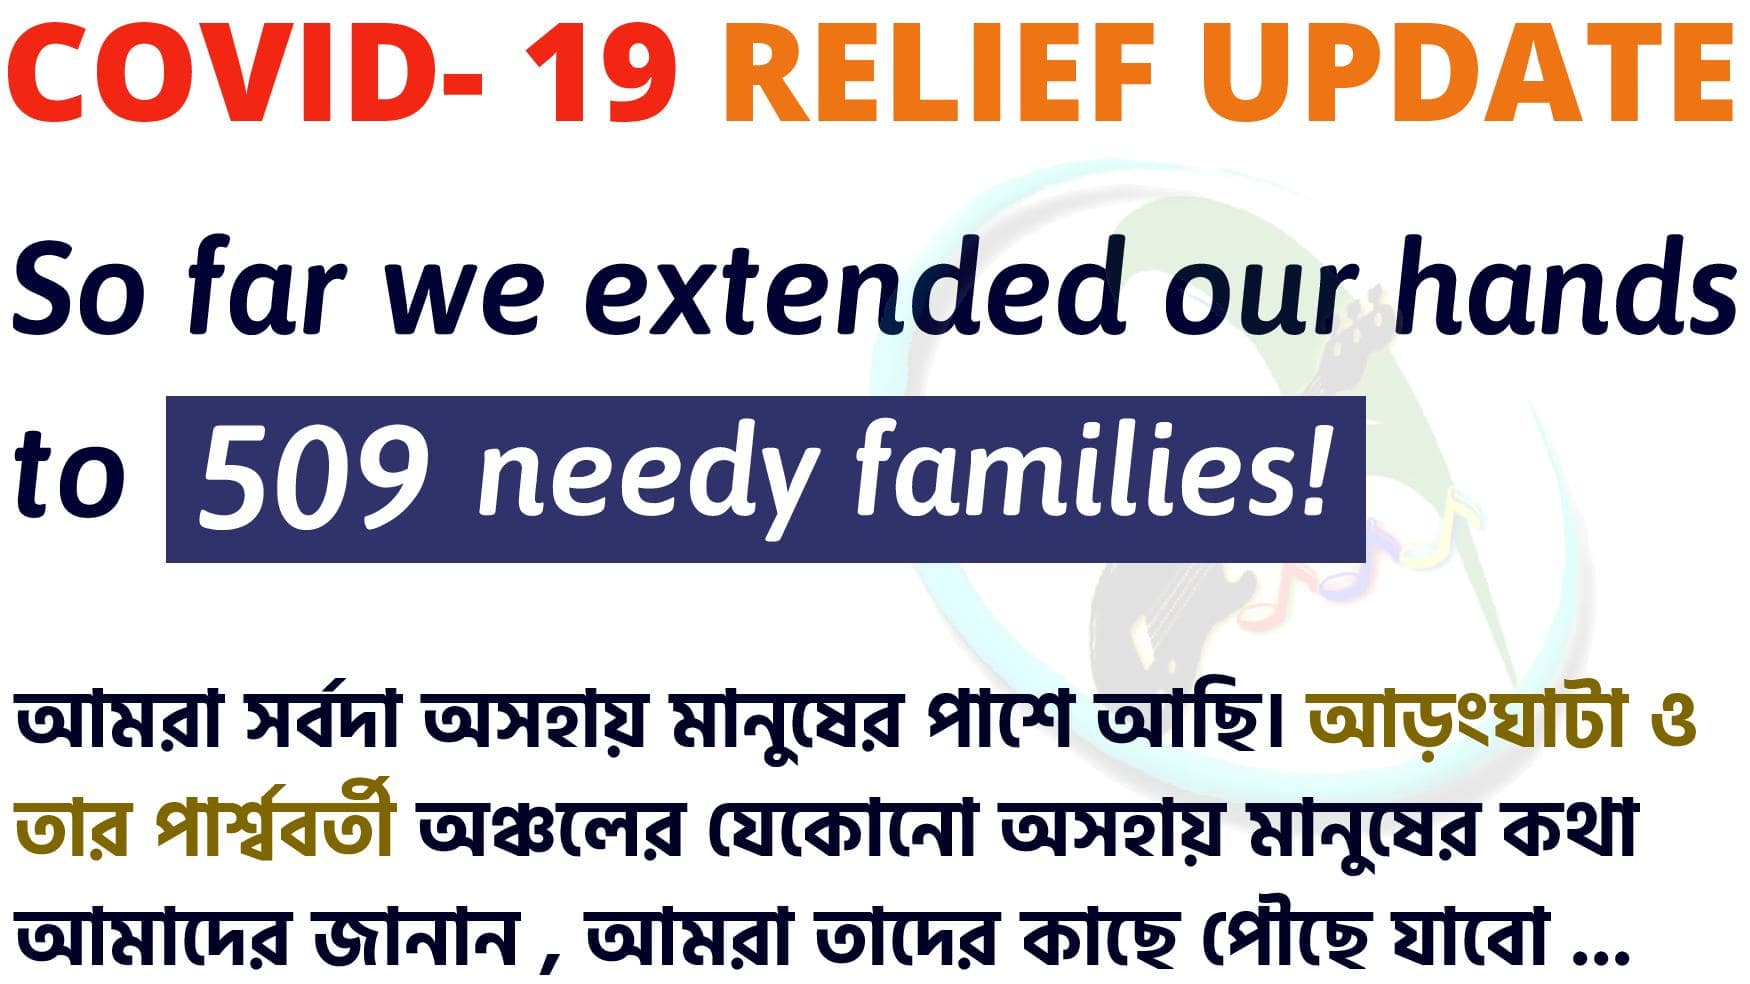 COVID- 19 RELIEF UPDATE
So far we extended our hands
to 509 needy families!
আমরা সর্বদা অসহায় মানুষের পাশে আছি। আড়ংঘাটা ও
তার পার্শ্ববর্তী অঞ্চলের যেকোনো অসহায় মানুষের কথা
আমাদের জানান , আমরা তাদের কাছে পৌছে যাবো ...